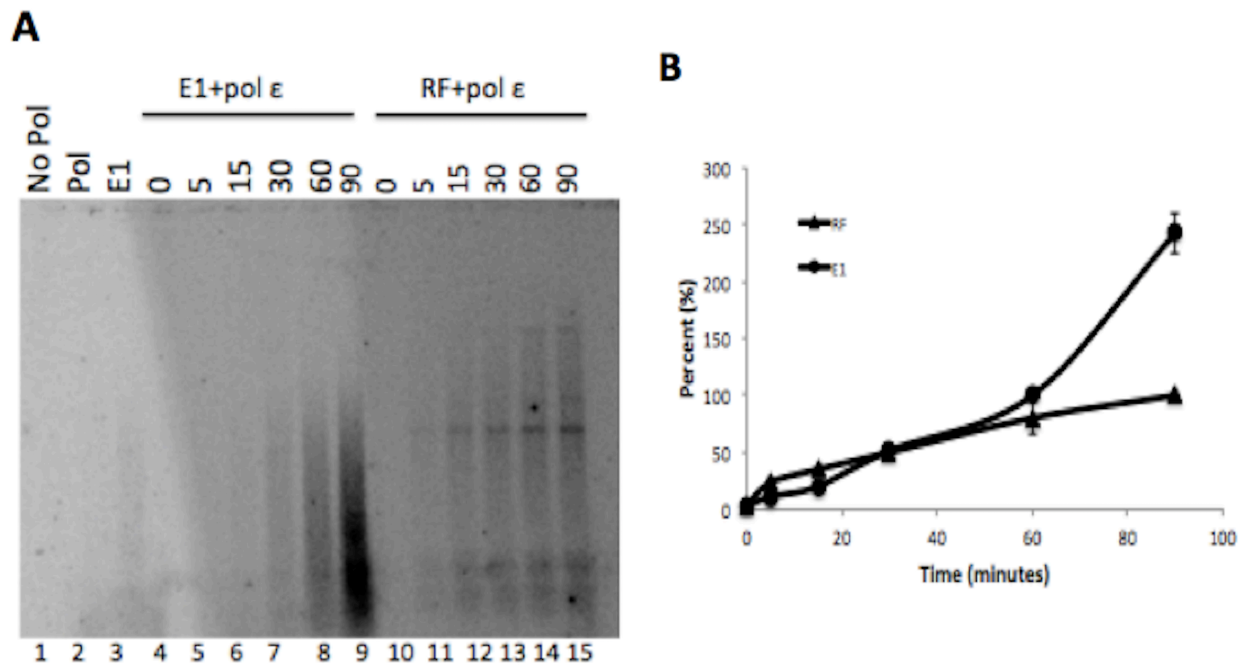 A
E1+pol ε RF+pol ε
No Pol Pol E1 0 5 15 30 60 90 0 5 15 30 60 90
1 2 3 4 5 6 7 8 9 10 11 12 13 14 15
B
300
250
200
150
100
50
0
Percent (%)
RF
E1
0 20 40 60 80 100
Time (minutes)